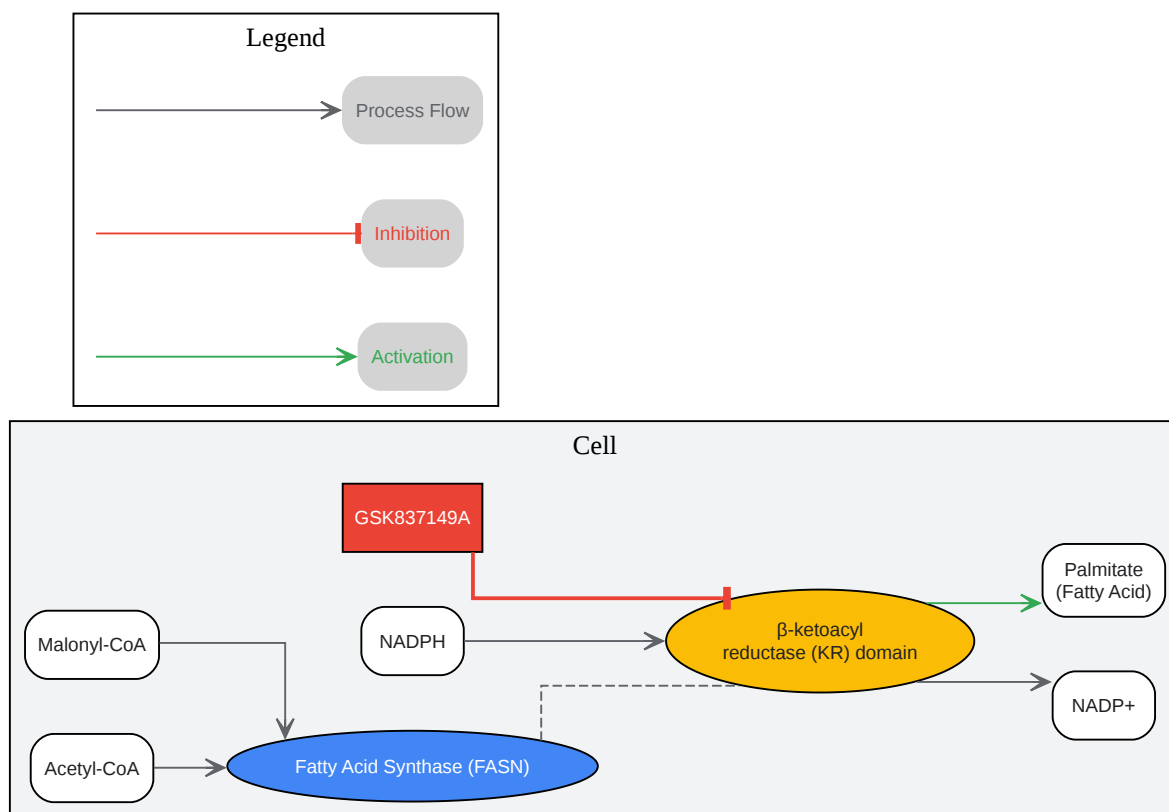 Legend
Process Flow
Inhibition
Activation
Cell
GSK837149A
Palmitate
(Fatty Acid)
Malonyl-CoA
NADPH
β-ketoacyl
reductase (KR) domain
NADP+
Acetyl-CoA
Fatty Acid Synthase (FASN)